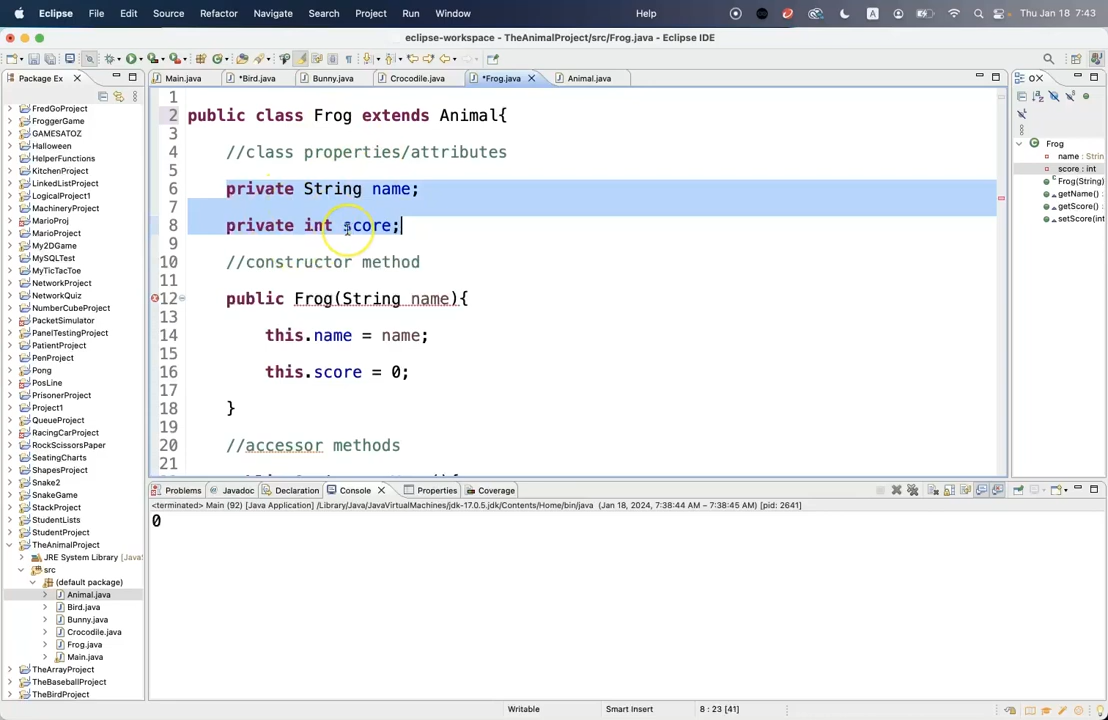 Eclipse File Edit Source Refactor Navigate Search Project Run Window Help Thu Jan 18 7:43
eclipse-workspace - TheAnimalProject/src/Frog.java - Eclipse IDE
Package Ex
Main.java *Bird.java Bunny.java Crocodile.java *Frog.java Animal.java
FredGoProject
FroggerGame
GAMESATOZ
Halloween
HelperFunctions
KitchenProject
LinkedListProject
LogicalProject1
MachineryProject
MarioProj
MarioProject
My2DGame
MySQLTest
MyTicTacToe
NetworkProject
NetworkQuiz
NumberCubeProject
PacketSimulator
PanelTestingProject
PatientProject
PenProject
Pong
PosLine
PrisonerProject
Project1
QueueProject
RacingCarProject
RockScissorsPaper
SeatingCharts
ShapesProject
Snake2
SnakeGame
StackProject
StudentLists
StudentProject
TheAnimalProject
JRE System Library [JavaS
src
(default package)
Animal.java
Bird.java
Bunny.java
Crocodile.java
Frog.java
Main.java
TheArrayProject
TheBaseballProject
TheBirdProject
1
2 public class Frog extends Animal{
3
4 //class properties/attributes
5
6 private String name;
7
8 private int score;
9
10 //constructor method
11
12 public Frog(String name){
13
14 this.name = name;
15
16 this.score = 0;
17
18 }
19
20 //accessor methods
21
Frog
name : Strin
score : int
Frog(String)
getName()
getScore()
setScore(int
Problems Javadoc Declaration Console Properties Coverage
<terminated> Main (92) [Java Application] /Library/Java/JavaVirtualMachines/jdk-17.0.5.jdk/Contents/Home/bin/java (Jan 18, 2024, 7:38:44 AM – 7:38:45 AM) [pid: 2641]
0
Writable Smart Insert 8 : 23 [41]